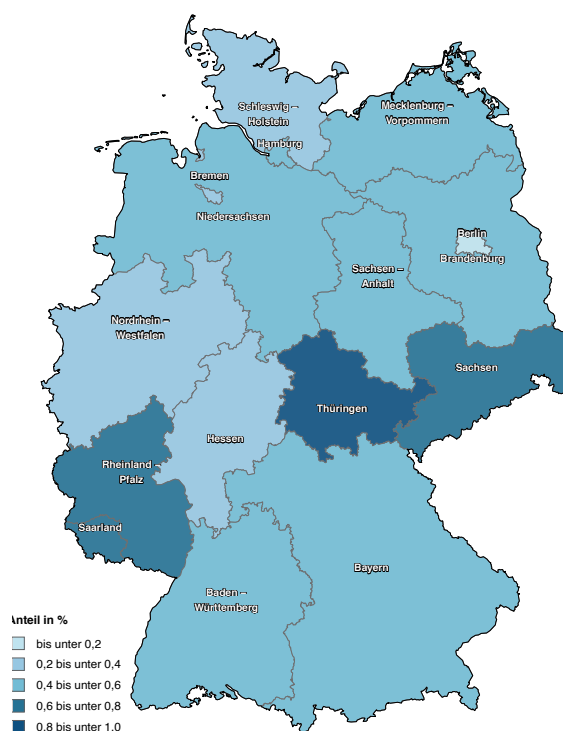 Schleswig –
Holstein
Mecklenburg –
Vorpommern
Hamburg
Bremen
Niedersachsen
Berlin
Brandenburg
Sachsen –
Anhalt
Nordrhein –
Westfalen
Sachsen
Thüringen
Hessen
Rheinland –
Pfalz
Saarland
Bayern
Baden –
Württemberg
Anteil in %
bis unter 0,2
0,2 bis unter 0,4
0,4 bis unter 0,6
0,6 bis unter 0,8
0,8 bis unter 1,0